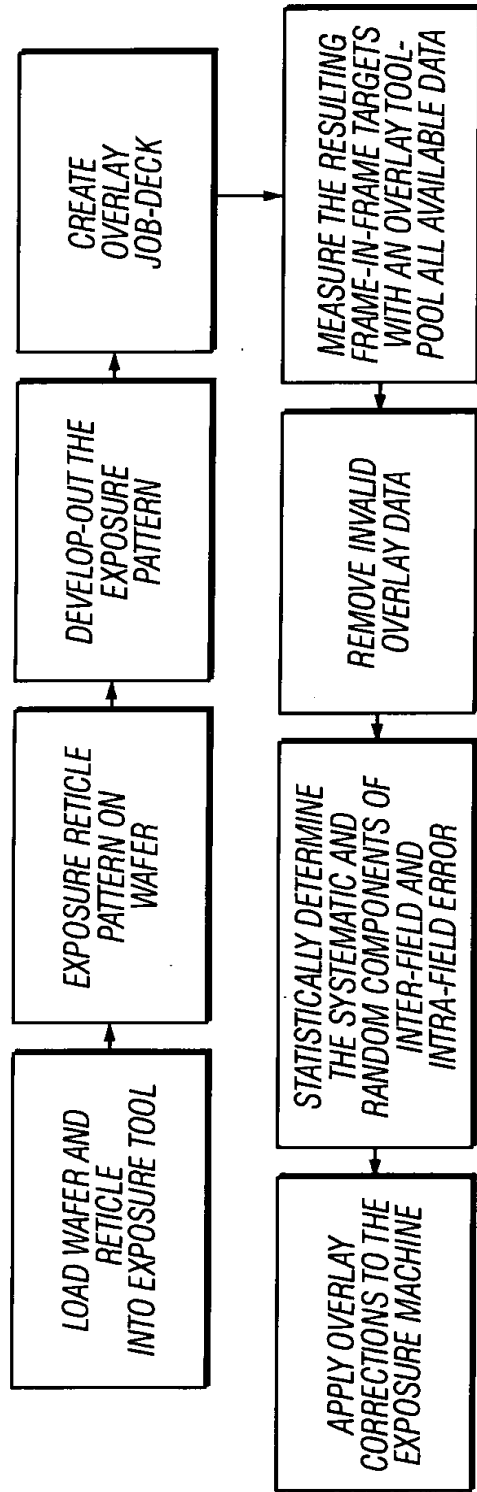 LOAD WAFER AND
RETICLE
INTO EXPOSURE TOOL
EXPOSURE RETICLE
PATTERN ON
WAFER
DEVELOP-OUT THE
EXPOSURE
PATTERN
CREATE
OVERLAY
JOB-DECK
MEASURE THE RESULTING
FRAME-IN-FRAME TARGETS
WITH AN OVERLAY TOOL-
POOL ALL AVAILABLE DATA
REMOVE INVALID
OVERLAY DATA
STATISTICALLY DETERMINE
THE SYSTEMATIC AND
RANDOM COMPONENTS OF
INTER-FIELD AND
INTRA-FIELD ERROR
APPLY OVERLAY
CORRECTIONS TO THE
EXPOSURE MACHINE